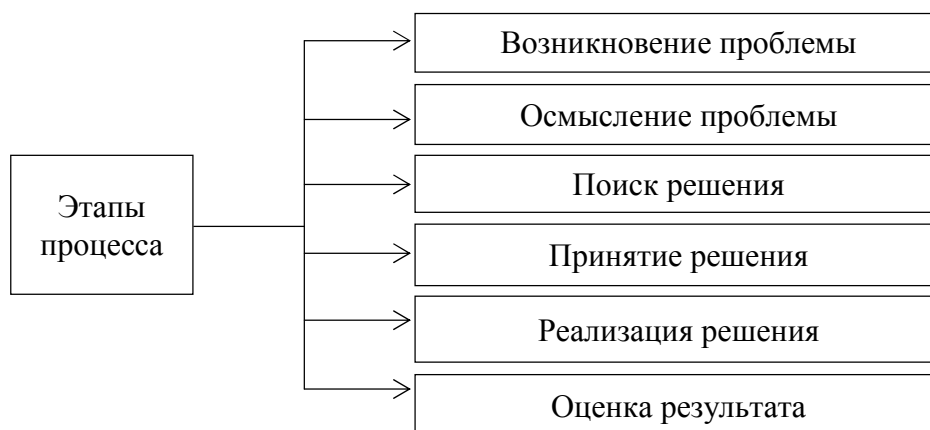 Возникновение проблемы
Осмысление проблемы
Этапы
процесса
Поиск решения
Принятие решения
Реализация решения
Оценка результата